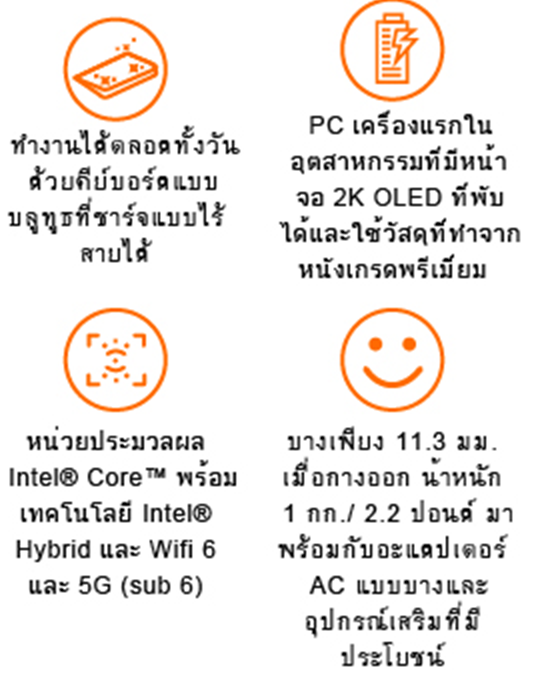 ทำงานได้ตลอดทั้งวัน
ด้วยคีย์บอร์ดแบบ
บลูทูธที่ชาร์จแบบไร้
สายได้
PC เครื่องแรกใน
อุตสาหกรรมที่มีหน้า
จอ 2K OLED ที่พับ
ได้และใช้วัสดุที่ทำจาก
หนังเกรดพรีเมี่ยม
หน่วยประมวลผล
Intel® Core™ พร้อม
เทคโนโลยี Intel®
Hybrid และ Wifi 6
และ 5G (sub 6)
บางเพียง 11.3 มม.
เมื่อกางออก น้ำหนัก
1 กก./ 2.2 ปอนด์ มา
พร้อมกับอะแดปเตอร์
AC แบบบางและ
อุปกรณ์เสริมที่มี
ประโยชน์